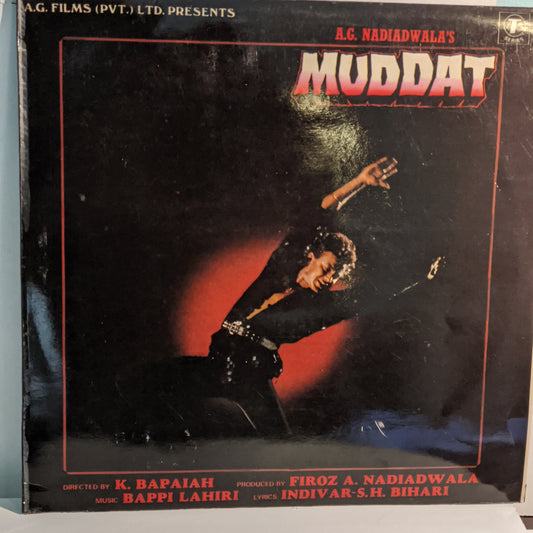 A.G. FILMS (PVT.) LTD. PRESENTS
A.G. NADIADWALA'S
MUDDAT
DIRECTED BY K. BAPAIAH PRODUCED BY FIROZ A. NADIADWALA
MUSIC BAPPI LAHIRI LYRICS INDIVAR-S.H. BIHARI